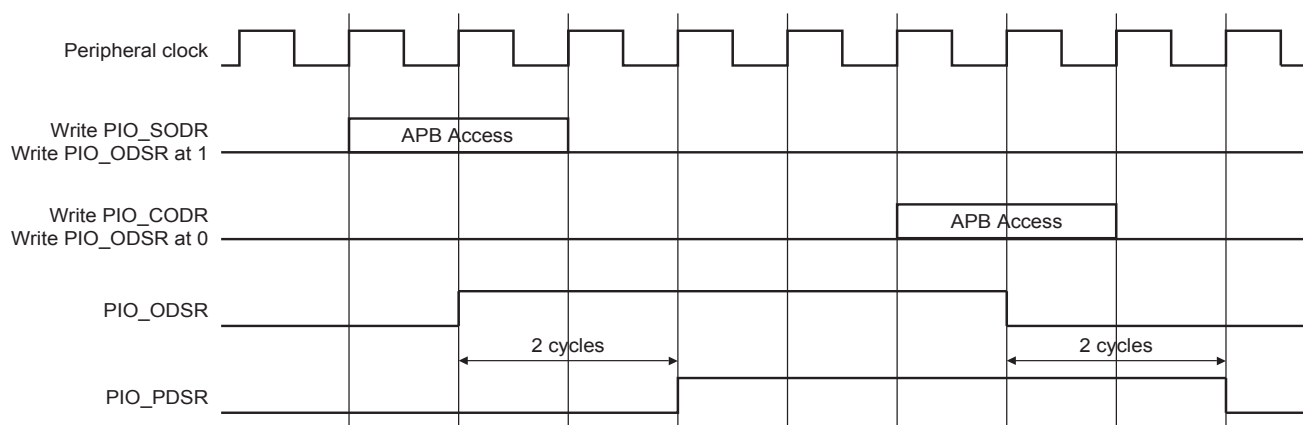 Peripheral clock
Write PIO_SODR
Write PIO_ODSR at 1
APB Access
Write PIO_CODR
Write PIO_ODSR at 0
APB Access
PIO_ODSR
2 cycles
2 cycles
PIO_PDSR